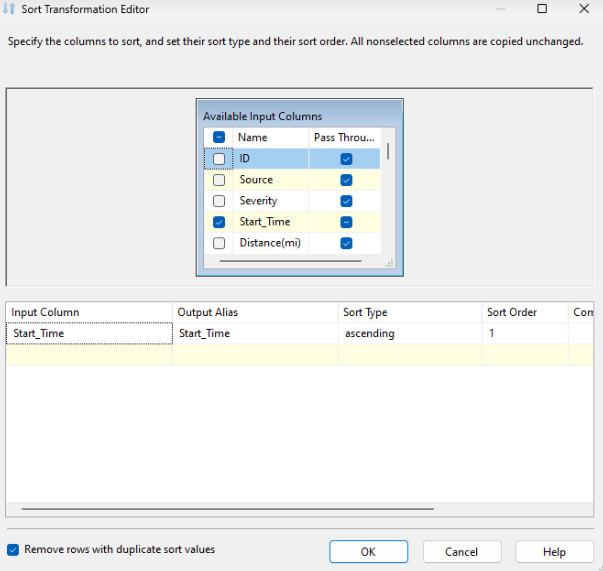 Sort Transformation Editor
Specify the columns to sort, and set their sort type and their sort order. All nonselected columns are copied unchanged.
Available Input Columns
Name Pass Throu...
ID
Source
Severity
Start_Time
Distance(mi)
Input Column Output Alias Sort Type Sort Order Com
Start_Time Start_Time ascending 1
Remove rows with duplicate sort values OK Cancel Help